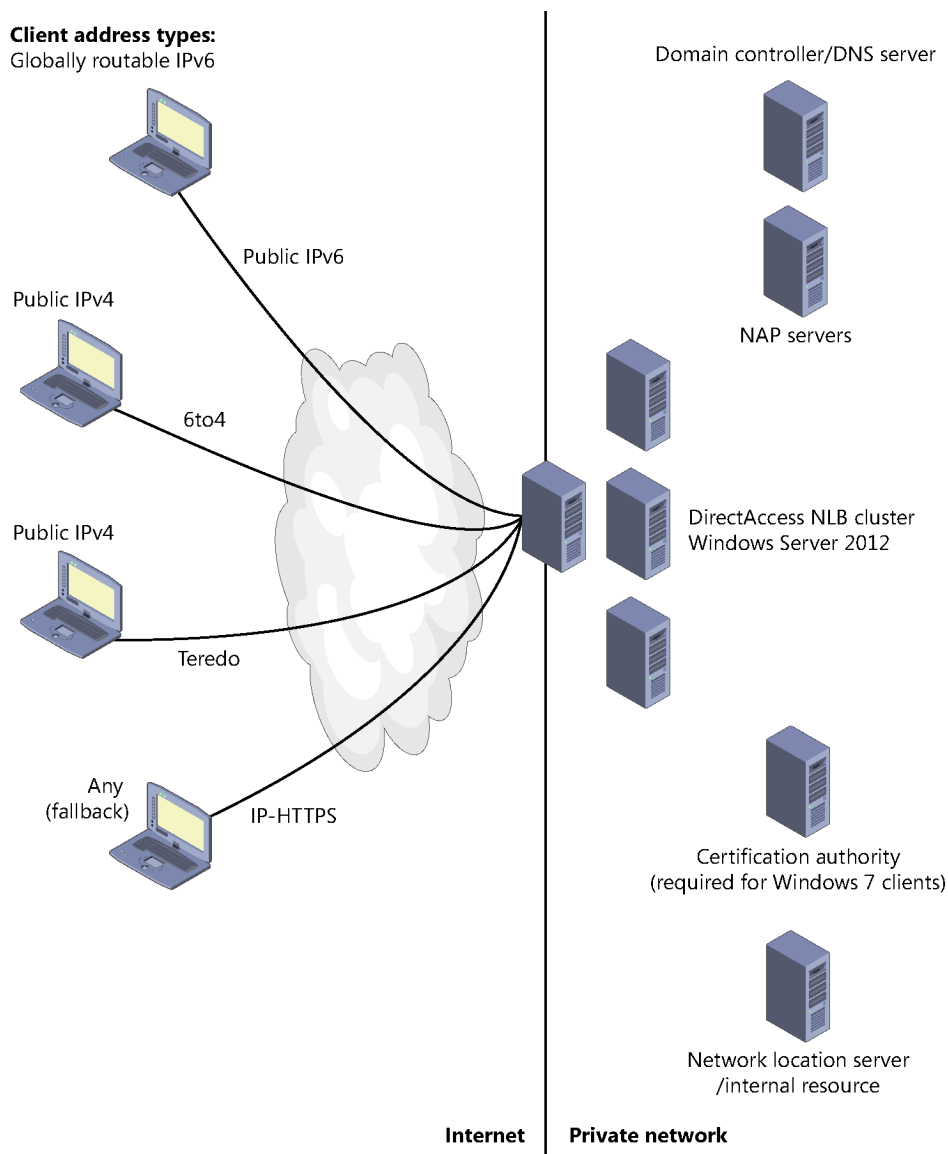 Client address types:
Globally routable IPv6
Domain controller/DNS server
Public IPv6
Public IPv4
NAP servers
6to4
DirectAccess NLB cluster
Windows Server 2012
Public IPv4
Teredo
Any
(fallback)
IP-HTTPS
Certification authority
(required for Windows 7 clients)
Network location server
/internal resource
Internet
Private network